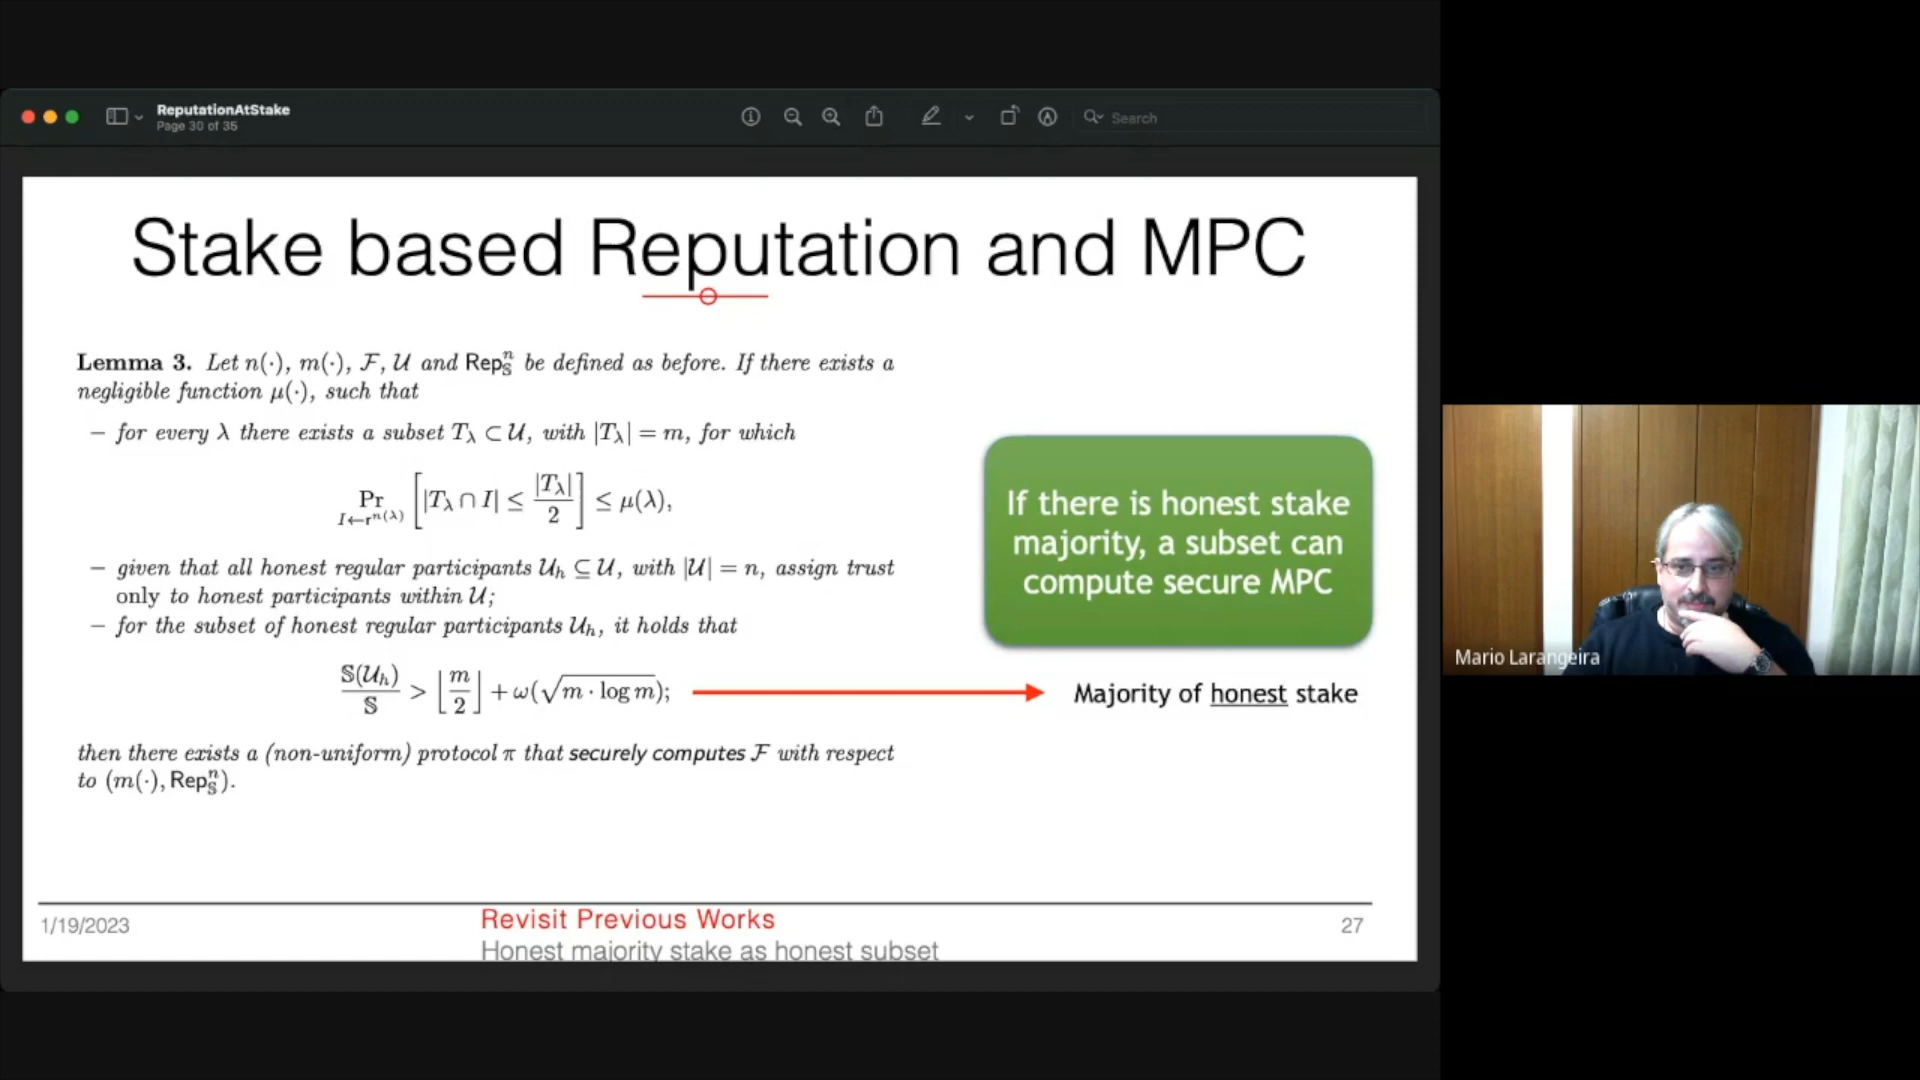 ReputationAtStake
Page 30 of 35
Search
Stake based Reputation and MPC
Lemma 3. Let n(·), m(·), ℱ, 𝒰 and Rep_𝕊^n be defined as before. If there exists a
negligible function μ(·), such that
– for every λ there exists a subset T_λ ⊂ 𝒰, with |T_λ| = m, for which
Pr_{I←r^{n(λ)}} [|T_λ ∩ I| ≤ |T_λ|/2] ≤ μ(λ),
– given that all honest regular participants 𝒰_h ⊆ 𝒰, with |𝒰| = n, assign trust
only to honest participants within 𝒰;
– for the subset of honest regular participants 𝒰_h, it holds that
𝕊(𝒰_h)/𝕊 > ⌊m/2⌋ + ω(√(m · log m));
then there exists a (non-uniform) protocol π that securely computes ℱ with respect
to (m(·), Rep_𝕊^n).
If there is honest stake
majority, a subset can
compute secure MPC
Majority of honest stake
1/19/2023
Revisit Previous Works
Honest majority stake as honest subset
27
Mario Larangeira